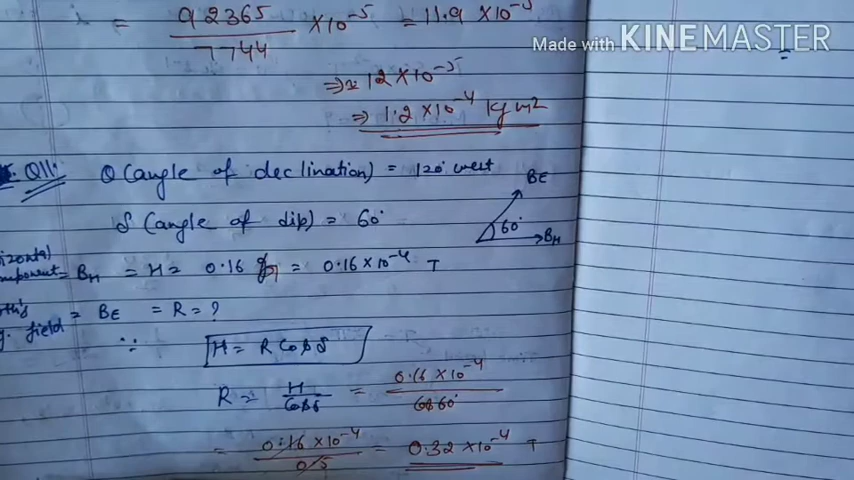 = 92365 / 7744 × 10⁻⁵ = 11.9 × 10⁻⁵
Made with KINEMASTER
⇒ ≈ 12 × 10⁻⁵
⇒ 1.2 × 10⁻⁴ kg m²
Q11. θ (angle of declination) = 12° west
BE
δ (angle of dip) = 60°
60°
BH
= BH = H = 0.16 G = 0.16 × 10⁻⁴ T
field = BE = R = ?
∵ H = R Cos δ
R = H / Cos δ = 0.16 × 10⁻⁴ / Cos 60°
= 0.16 × 10⁻⁴ / 0.5 = 0.32 × 10⁻⁴ T